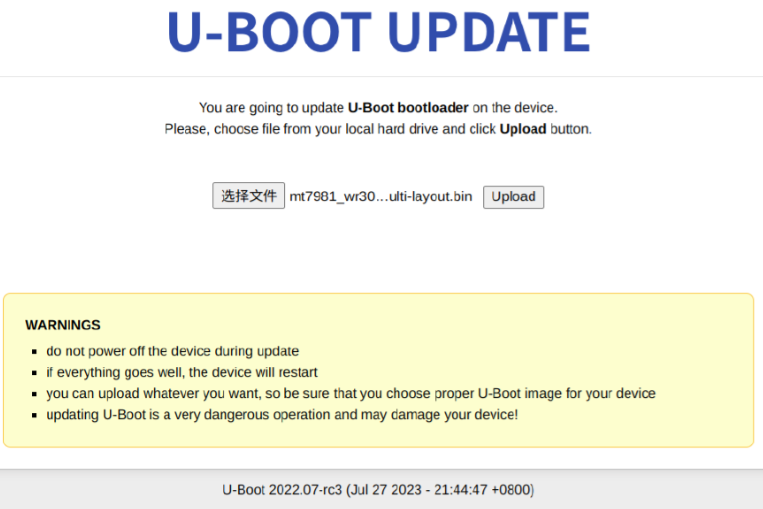 U-BOOT UPDATE
You are going to update U-Boot bootloader on the device.
Please, choose file from your local hard drive and click Upload button.
选择文件 mt7981_wr30…ulti-layout.bin Upload
WARNINGS
do not power off the device during update
if everything goes well, the device will restart
you can upload whatever you want, so be sure that you choose proper U-Boot image for your device
updating U-Boot is a very dangerous operation and may damage your device!
U-Boot 2022.07-rc3 (Jul 27 2023 - 21:44:47 +0800)